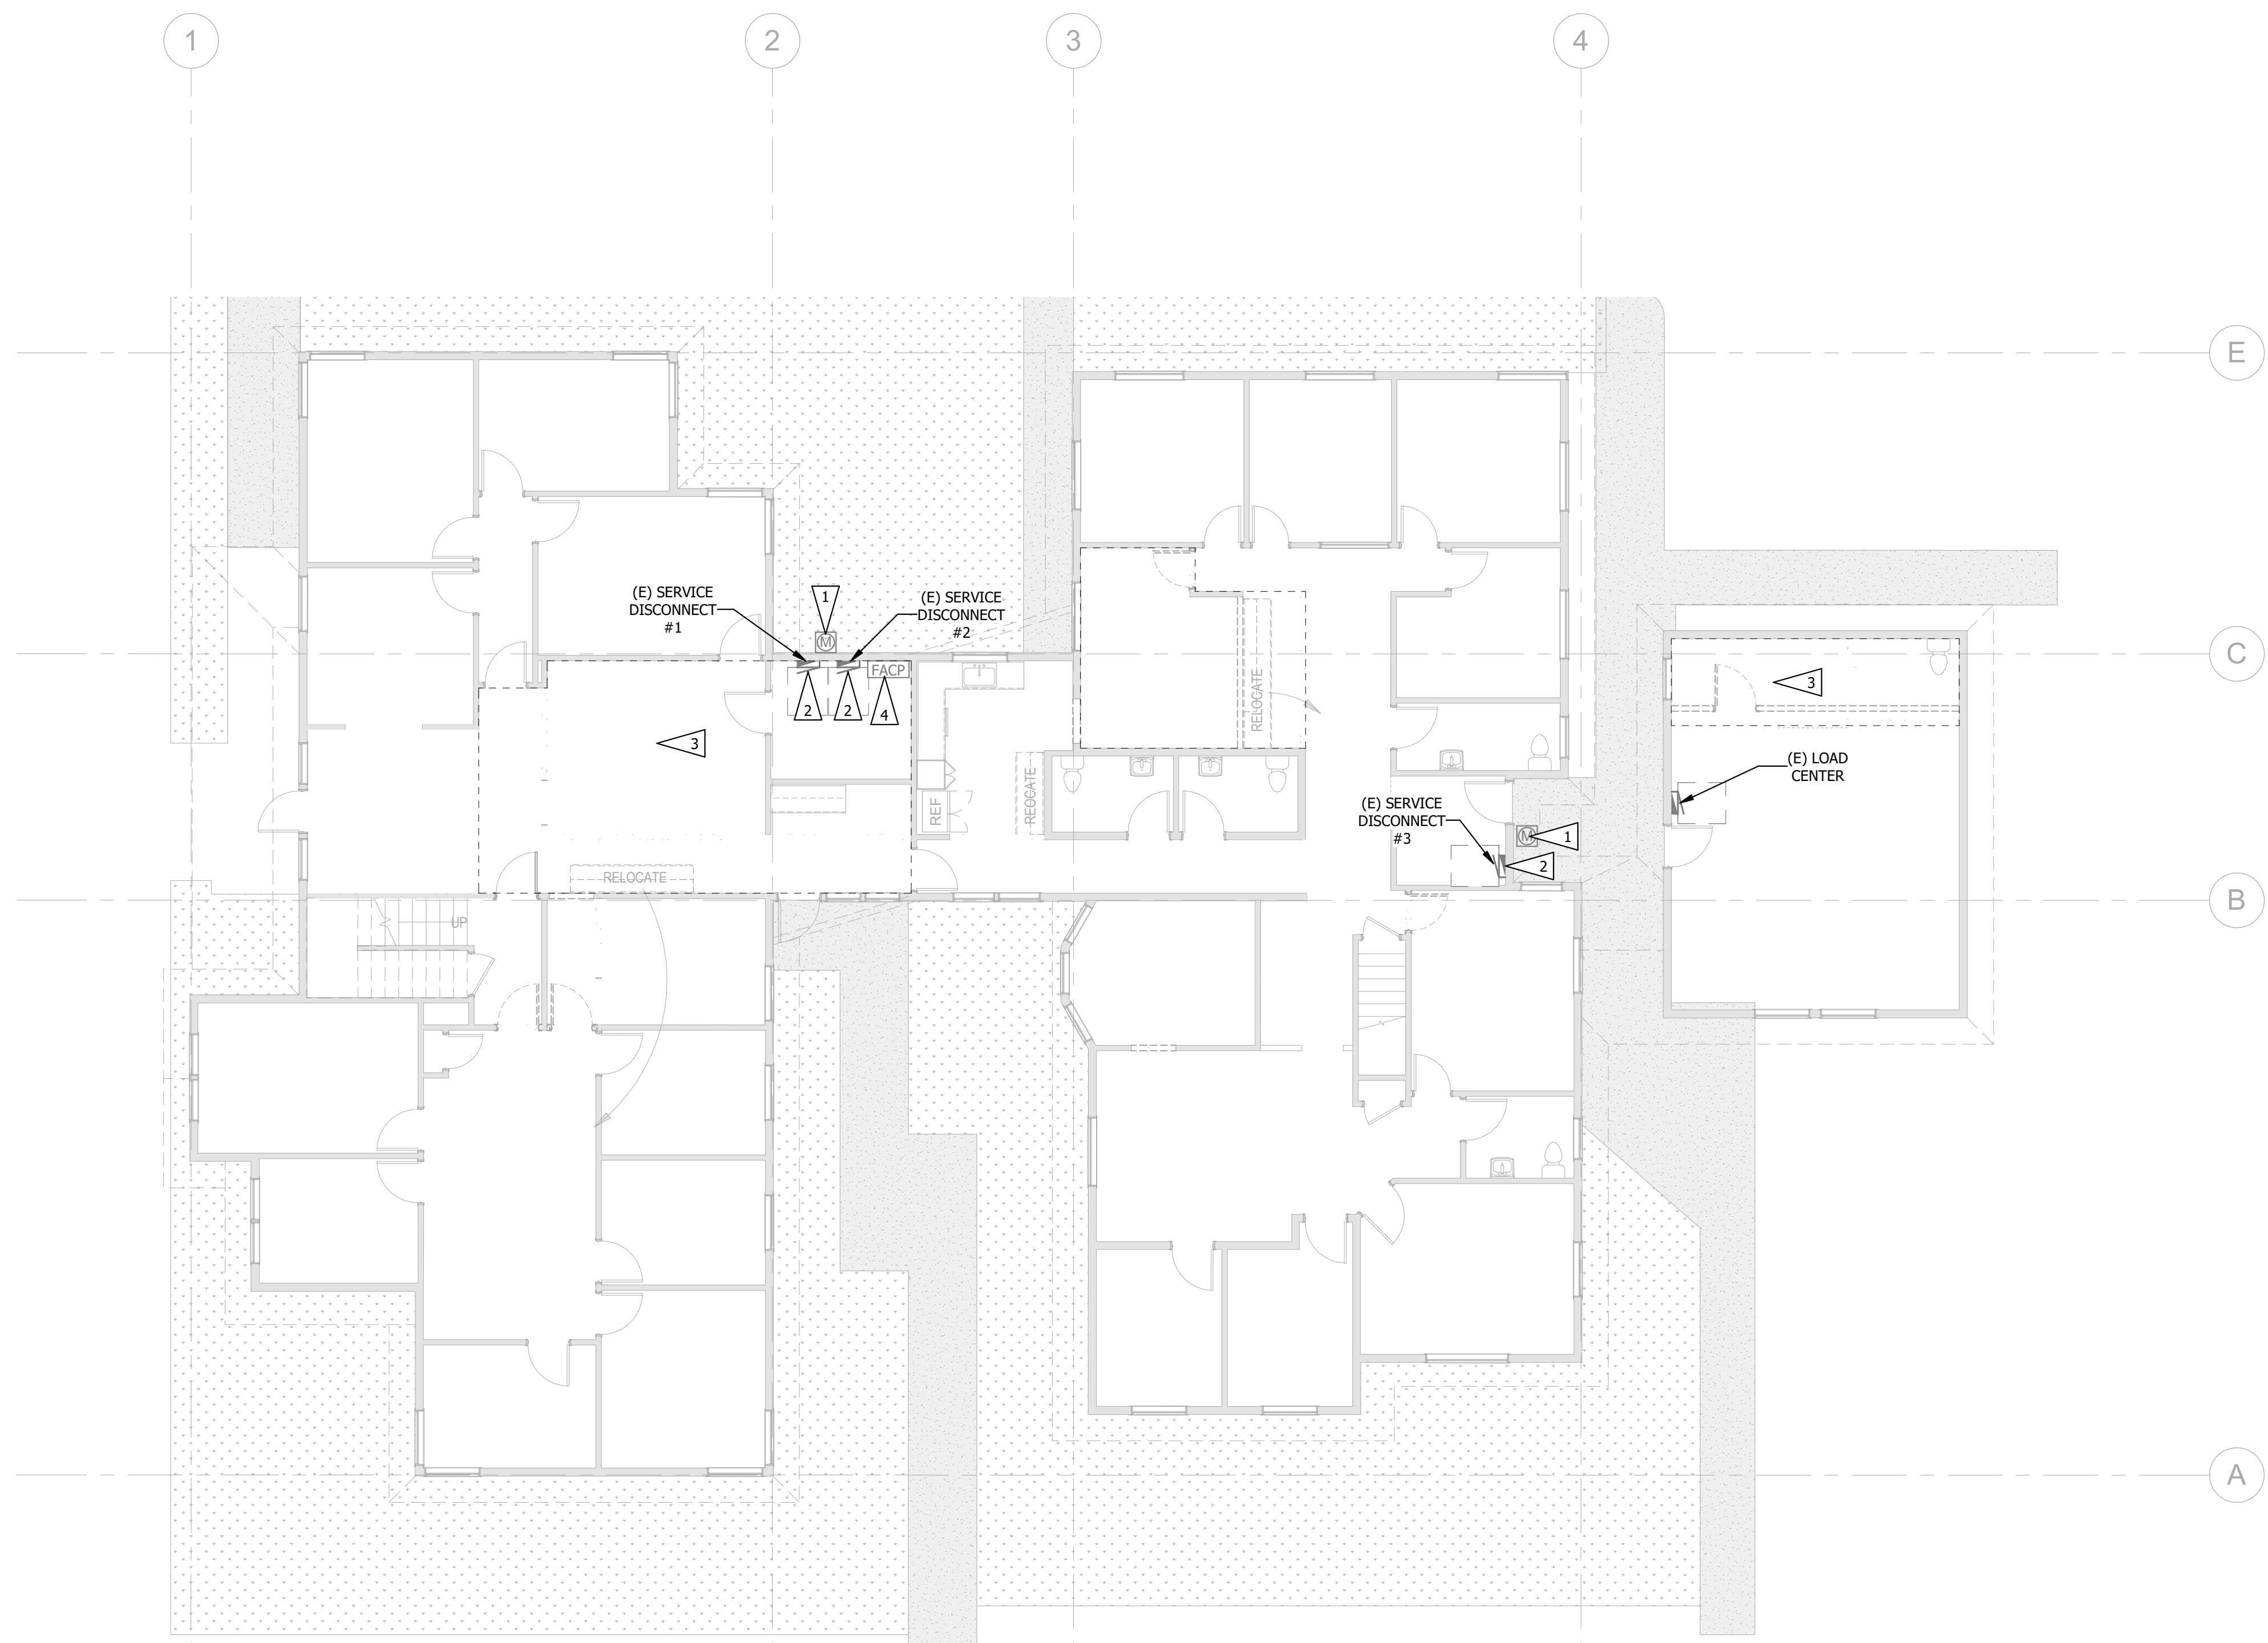 1
2
3
4
E
(E) SERVICE
DISCONNECT
#1
1
(E) SERVICE
DISCONNECT
#2
M
C
FACP
2
2
4
3
RELOCATE
3
(E) LOAD
CENTER
REOCATE
REF
(E) SERVICE
DISCONNECT
#3
M
1
2
RELOCATE
UP
B
A